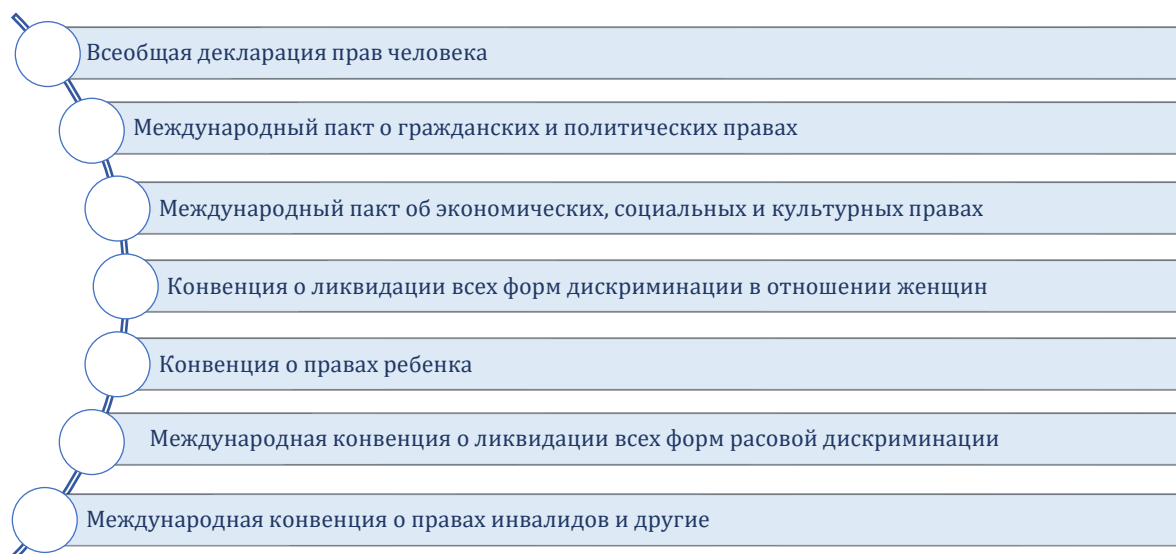 Всеобщая декларация прав человека
Международный пакт о гражданских и политических правах
Международный пакт об экономических, социальных и культурных правах
Конвенция о ликвидации всех форм дискриминации в отношении женщин
Конвенция о правах ребенка
Международная конвенция о ликвидации всех форм расовой дискриминации
Международная конвенция о правах инвалидов и другие